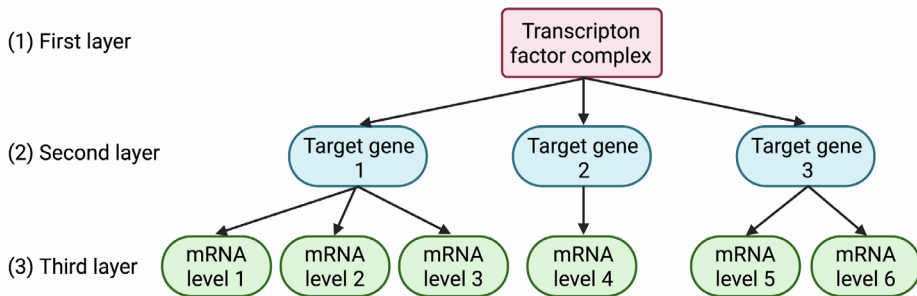 (1) First layer
Transcripton
factor complex
(2) Second layer
Target gene
1
Target gene
2
Target gene
3
(3) Third layer
mRNA
level 1
mRNA
level 2
mRNA
level 3
mRNA
level 4
mRNA
level 5
mRNA
level 6